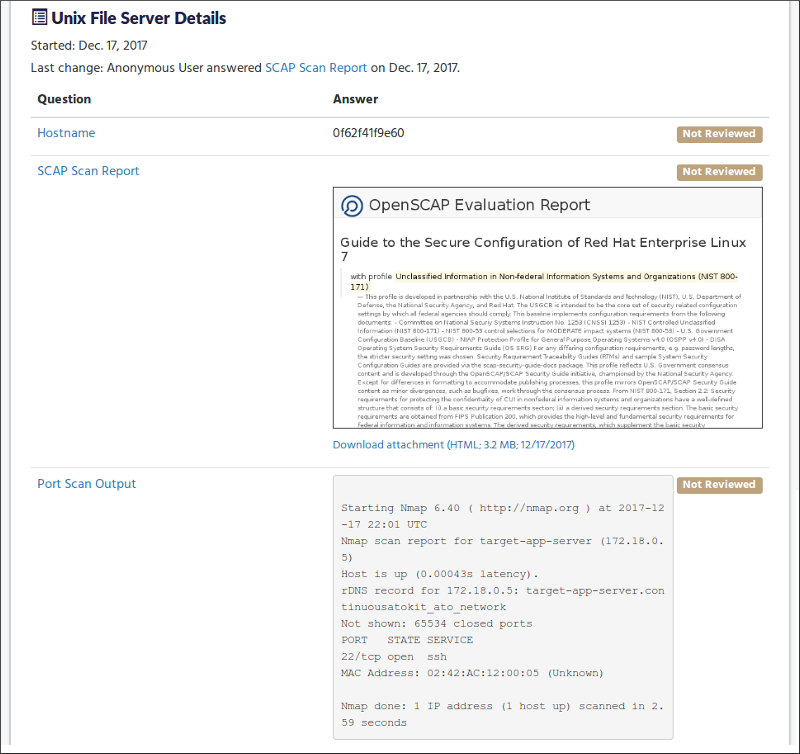 Unix File Server Details
Started: Dec. 17, 2017
Last change: Anonymous User answered SCAP Scan Report on Dec. 17, 2017.
Question Answer
Hostname 0f62f41f9e60 Not Reviewed
SCAP Scan Report Not Reviewed
OpenSCAP Evaluation Report
Guide to the Secure Configuration of Red Hat Enterprise Linux
7
with profile Unclassified Information in Non-federal Information Systems and Organizations (NIST 800-
171)
— This profile is developed in partnership with the U.S. National Institute of Standards and Technology (NIST), U.S. Department of
Defense, the National Security Agency, and Red Hat. The USGCB is intended to be the core set of security related configuration
settings by which all federal agencies should comply. This baseline implements configuration requirements from the following
documents: - Committee on National Security Systems Instruction No. 1253 (CNSSI 1253) - NIST Controlled Unclassified
Information (NIST 800-171) - NIST 800-53 control selections for MODERATE impact systems (NIST 800-53) - U.S. Government
Configuration Baseline (USGCB) - NIAP Protection Profile for General Purpose Operating Systems v4.0 (OSPP v4.0) - DISA
Operating System Security Requirements Guide (OS SRG) For any differing configuration requirements, e.g. password lengths,
the stricter security setting was chosen. Security Requirement Traceability Guides (RTMs) and sample System Security
Configuration Guides are provided via the scap-security-guide-docs package. This profile reflects U.S. Government consensus
content and is developed through the OpenSCAP/SCAP Security Guide initiative, championed by the National Security Agency.
Except for differences in formatting to accommodate publishing processes, this profile mirrors OpenSCAP/SCAP Security Guide
content as minor divergences, such as bugfixes, work through the consensus process. From NIST 800-171, Section 2.2: Security
requirements for protecting the confidentiality of CUI in nonfederal information systems and organizations have a well-defined
structure that consists of: (i) a basic security requirements section; (ii) a derived security requirements section. The basic security
requirements are obtained from FIPS Publication 200, which provides the high-level and fundamental security requirements for
federal information and information systems. The derived security requirements, which supplement the basic security
Download attachment (HTML; 3.2 MB; 12/17/2017)
Port Scan Output Not Reviewed
Starting Nmap 6.40 ( http://nmap.org ) at 2017-12
-17 22:01 UTC
Nmap scan report for target-app-server (172.18.0.
5)
Host is up (0.00043s latency).
rDNS record for 172.18.0.5: target-app-server.con
tinuousatokit_ato_network
Not shown: 65534 closed ports
PORT   STATE SERVICE
22/tcp open  ssh
MAC Address: 02:42:AC:12:00:05 (Unknown)
Nmap done: 1 IP address (1 host up) scanned in 2.
59 seconds